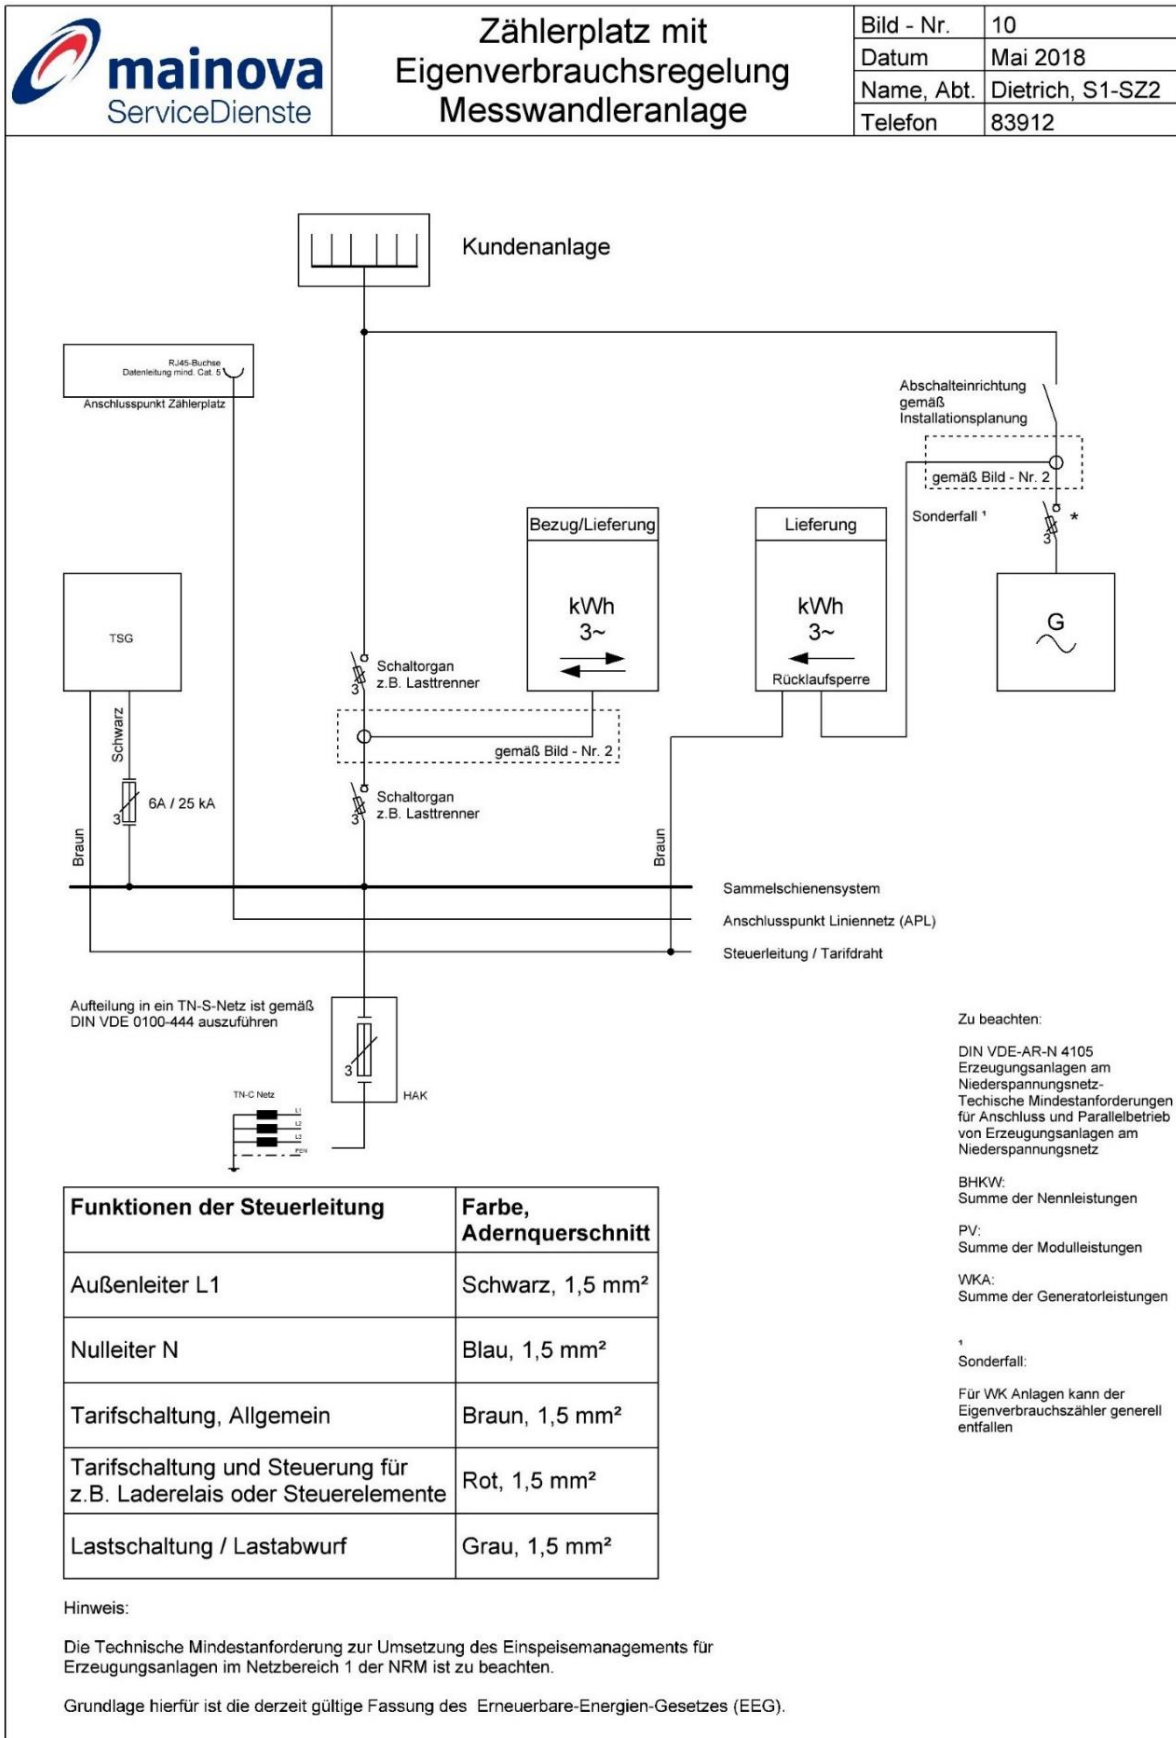 mainova
ServiceDienste
Zählerplatz mit
Eigenverbrauchsregelung
Messwandleranlage
Bild - Nr. 10
Datum Mai 2018
Name, Abt. Dietrich, S1-SZ2
Telefon 83912
Kundenanlage
RJ45-Buchse
Datenleitung mind. Cat. 5
Anschlusspunkt Zählerplatz
Abschalteinrichtung
gemäß
Installationsplanung
gemäß Bild - Nr. 2
Sonderfall ¹
*
3
G
Bezug/Lieferung
kWh
3~
Lieferung
kWh
3~
Rücklaufsperre
TSG
Schaltorgan
z.B. Lasttrenner
3
gemäß Bild - Nr. 2
Schaltorgan
z.B. Lasttrenner
3
Schwarz
6A / 25 kA
3
Braun
Braun
Sammelschienensystem
Anschlusspunkt Liniennetz (APL)
Steuerleitung / Tarifdraht
Aufteilung in ein TN-S-Netz ist gemäß
DIN VDE 0100-444 auszuführen
3
HAK
TN-C Netz
L1
L2
L3
PEN
Funktionen der Steuerleitung Farbe,
Adernquerschnitt
Außenleiter L1 Schwarz, 1,5 mm²
Nulleiter N Blau, 1,5 mm²
Tarifschaltung, Allgemein Braun, 1,5 mm²
Tarifschaltung und Steuerung für
z.B. Laderelais oder Steuerelemente Rot, 1,5 mm²
Lastschaltung / Lastabwurf Grau, 1,5 mm²
Zu beachten:
DIN VDE-AR-N 4105
Erzeugungsanlagen am
Niederspannungsnetz-
Techische Mindestanforderungen
für Anschluss und Parallelbetrieb
von Erzeugungsanlagen am
Niederspannungsnetz
BHKW:
Summe der Nennleistungen
PV:
Summe der Modulleistungen
WKA:
Summe der Generatorleistungen
¹
Sonderfall:
Für WK Anlagen kann der
Eigenverbrauchszähler generell
entfallen
Hinweis:
Die Technische Mindestanforderung zur Umsetzung des Einspeisemanagements für
Erzeugungsanlagen im Netzbereich 1 der NRM ist zu beachten.
Grundlage hierfür ist die derzeit gültige Fassung des Erneuerbare-Energien-Gesetzes (EEG).